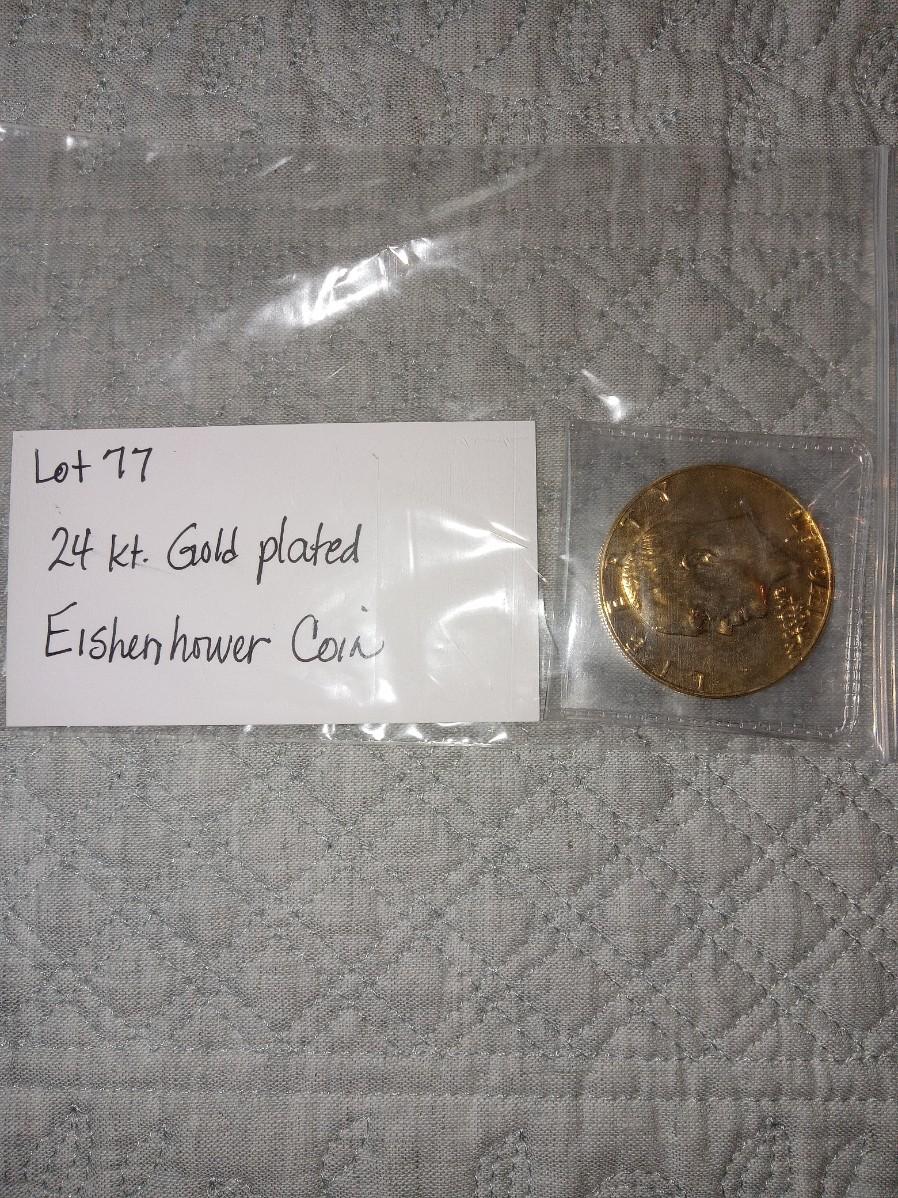 Lot 77
24 kt. Gold plated
Eishenhower Coin
LIBERTY